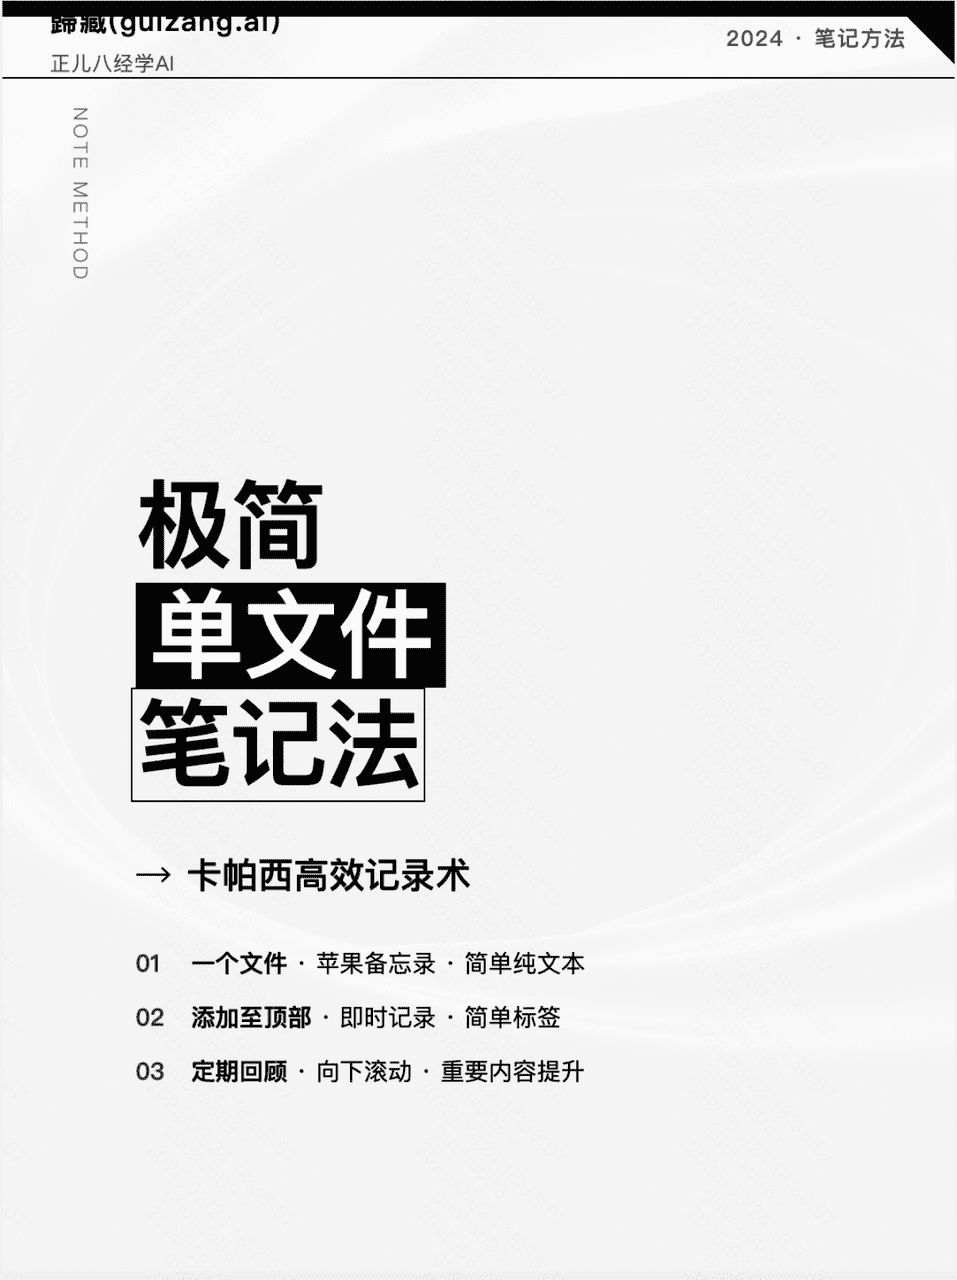 歸藏(guizang.ai)
正儿八经学AI
2024 · 笔记方法
NOTE METHOD
极简
单文件
笔记法
→ 卡帕西高效记录术
01 一个文件 · 苹果备忘录 · 简单纯文本
02 添加至顶部 · 即时记录 · 简单标签
03 定期回顾 · 向下滚动 · 重要内容提升